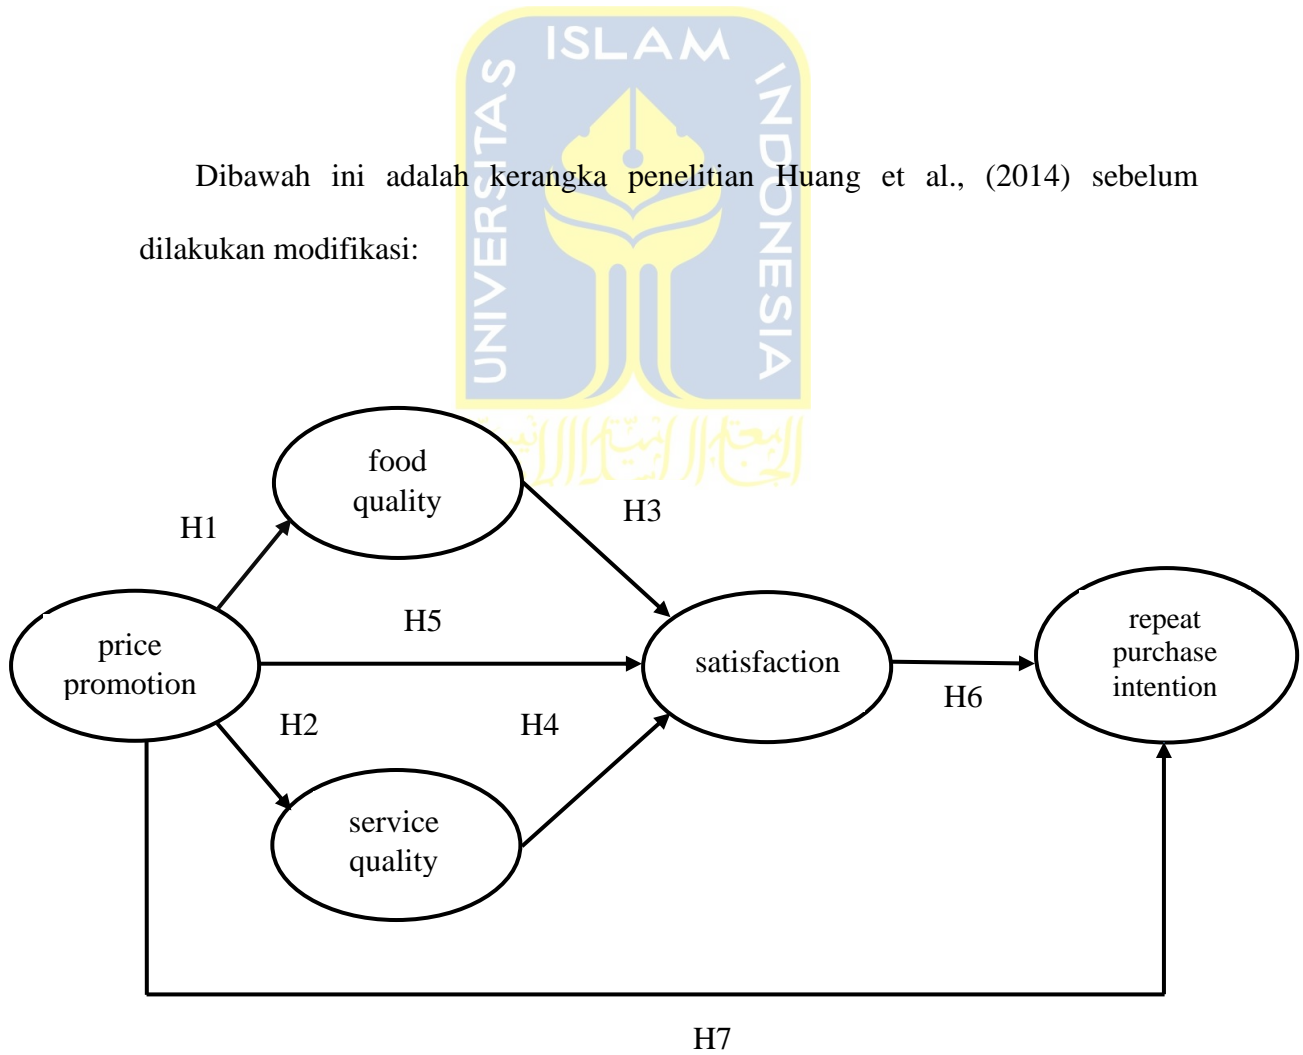 ISLAM
UNIVERSITAS
INDONESIA
Dibawah ini adalah kerangka penelitian Huang et al., (2014) sebelum
dilakukan modifikasi:
food
quality
H1
H3
H5
price
promotion
satisfaction
repeat
purchase
intention
H6
H2
H4
service
quality
H7